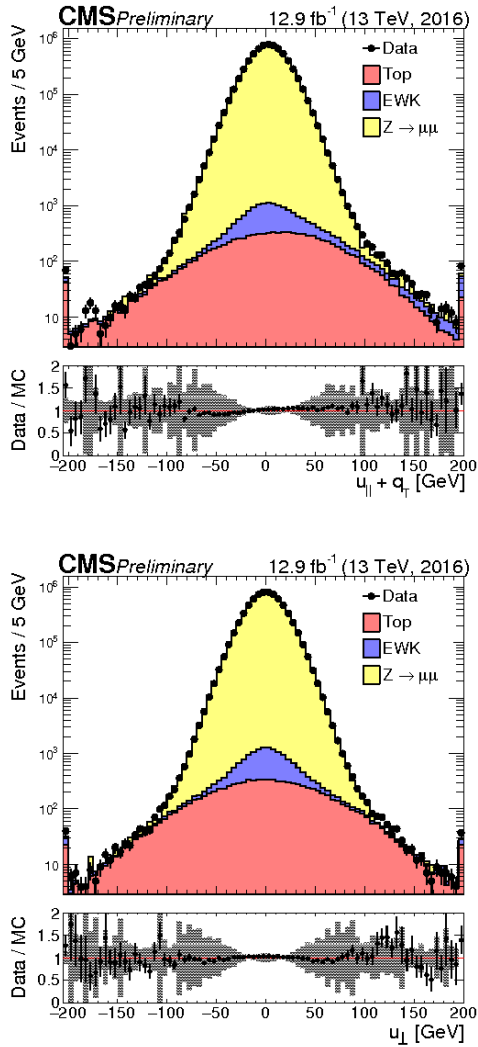 CMS Preliminary 12.9 fb⁻¹ (13 TeV, 2016)
Events / 5 GeV
10⁶
10⁵
10⁴
10³
10²
10
Data
Top
EWK
Z → μμ
Data / MC
2
1.5
1
0.5
0
−200 −150 −100 −50 0 50 100 150 200
u_|| + q_T [GeV]
CMS Preliminary 12.9 fb⁻¹ (13 TeV, 2016)
Events / 5 GeV
10⁶
10⁵
10⁴
10³
10²
10
Data
Top
EWK
Z → μμ
Data / MC
2
1.5
1
0.5
0
−200 −150 −100 −50 0 50 100 150 200
u_⊥ [GeV]